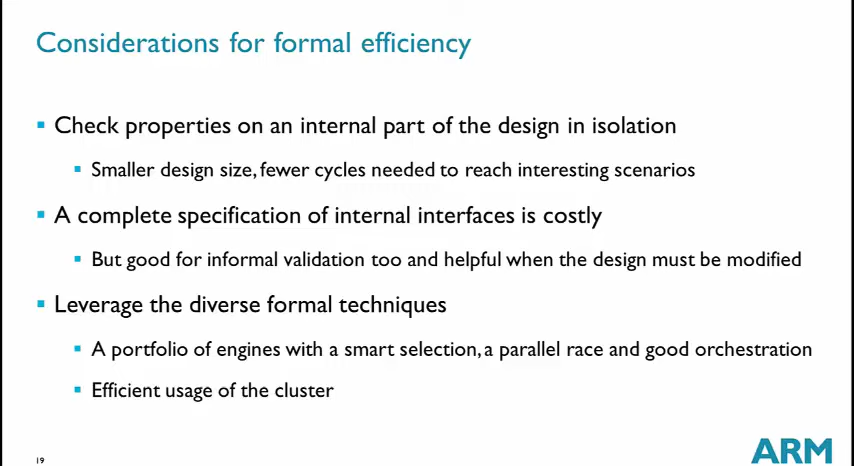 Considerations for formal efficiency
Check properties on an internal part of the design in isolation
Smaller design size, fewer cycles needed to reach interesting scenarios
A complete specification of internal interfaces is costly
But good for informal validation too and helpful when the design must be modified
Leverage the diverse formal techniques
A portfolio of engines with a smart selection, a parallel race and good orchestration
Efficient usage of the cluster
19
ARM